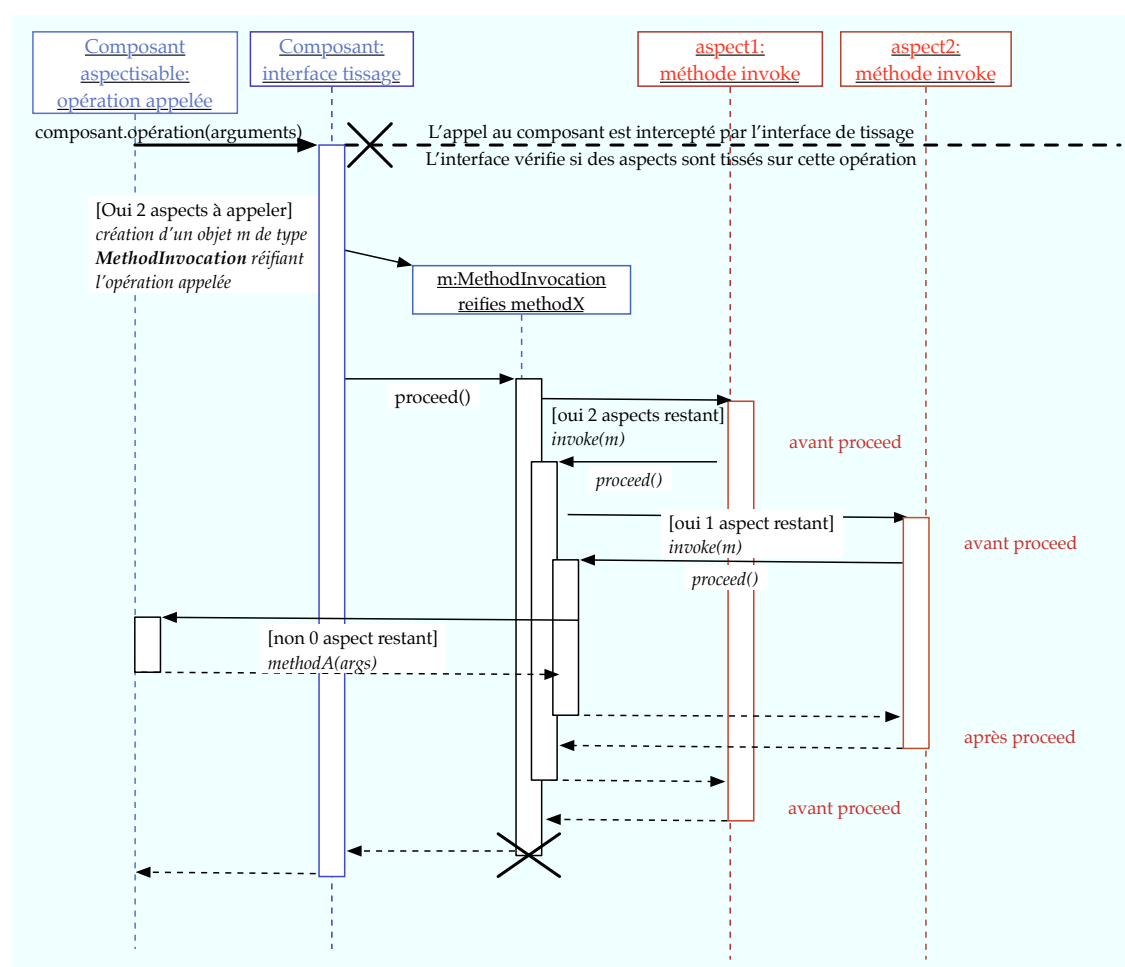 Composant
aspectisable:
opération appelée
Composant:
interface tissage
aspect1:
méthode invoke
aspect2:
méthode invoke
composant.opération(arguments)
L'appel au composant est intercepté par l'interface de tissage
L'interface vérifie si des aspects sont tissés sur cette opération
[Oui 2 aspects à appeler]
création d'un objet m de type
MethodInvocation réifiant
l'opération appelée
m:MethodInvocation
reifies methodX
proceed()
[oui 2 aspects restant]
invoke(m)
avant proceed
proceed()
[oui 1 aspect restant]
invoke(m)
avant proceed
proceed()
[non 0 aspect restant]
methodA(args)
après proceed
avant proceed